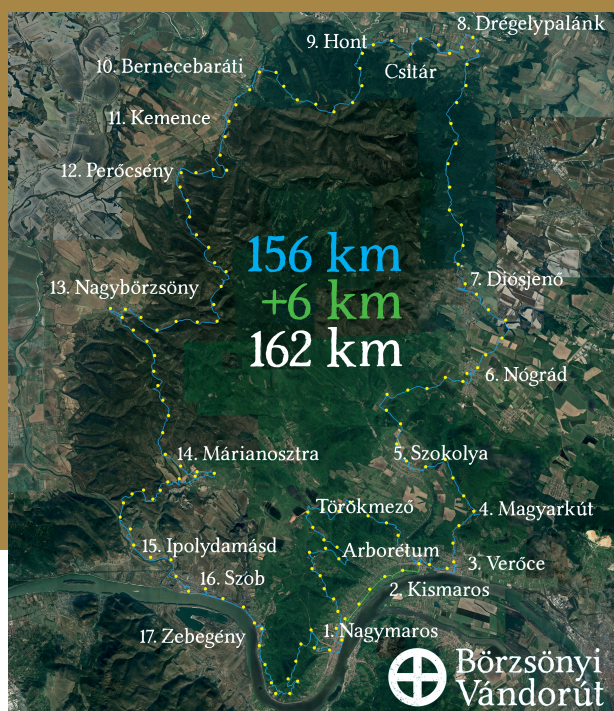 8. Drégelypalánk
9. Hont
Csitár
10. Bernecebaráti
11. Kemence
12. Perőcsény
156 km
+6 km
162 km
13. Nagybörzsöny
7. Diósjenő
6. Nógrád
14. Márianosztra
5. Szokolya
Törökmező
4. Magyarkút
15. Ipolydamásd
Arborétum
3. Verőce
16. Szob
2. Kismaros
17. Zebegény
1. Nagymaros
Börzsönyi
Vándorút